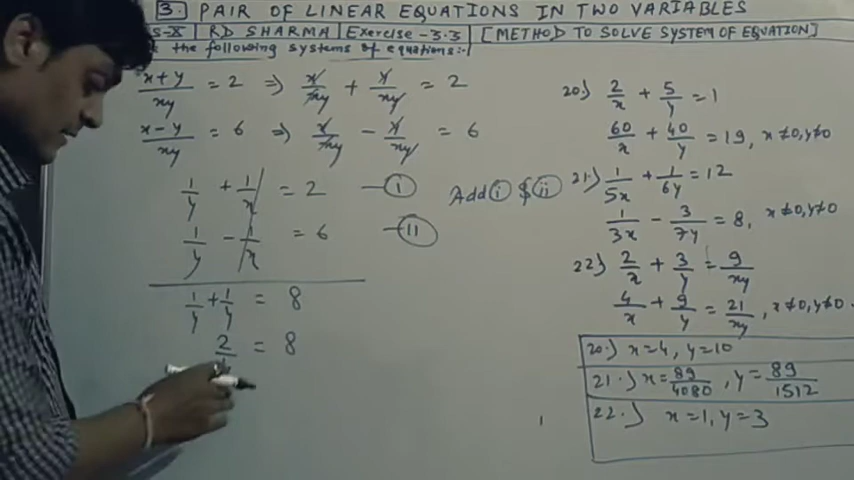 3. PAIR OF LINEAR EQUATIONS IN TWO VARIABLES
S-X | RD SHARMA | Exercise -3.3 | [METHOD TO SOLVE SYSTEM OF EQUATION]
the following systems of equations:-
x+y/xy = 2 ⇒ x/xy + y/xy = 2
x-y/xy = 6 ⇒ x/xy - y/xy = 6
1/y + 1/x = 2 —(i) Add (i) & (ii)
1/y - 1/x = 6 —(II)
1/y + 1/y = 8
2/ = 8
20.) 2/x + 5/y = 1
60/x + 40/y = 19, x≠0, y≠0
21.) 1/5x + 1/6y = 12
1/3x - 3/7y = 8, x≠0, y≠0
22.) 2/x + 3/y = 9/xy
4/x + 9/y = 21/xy, x≠0, y≠0
20.) x=4, y=10
21.) x=89/4080, y=89/1512
22.) x=1, y=3